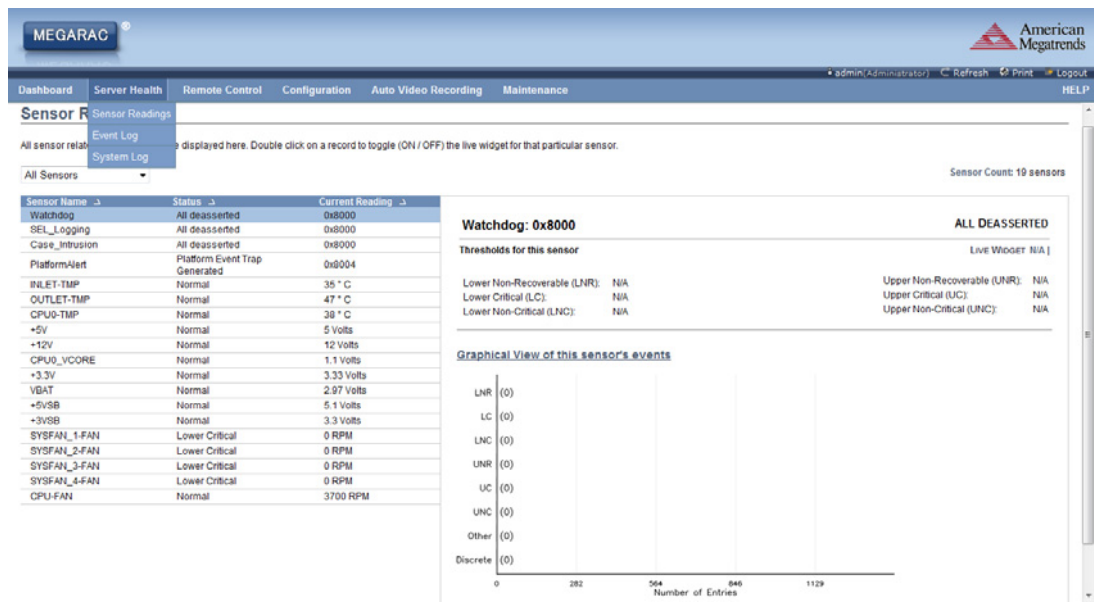 MEGARAC ®
American
Megatrends
• admin(Administrator) Refresh Print Logout
Dashboard Server Health Remote Control Configuration Auto Video Recording Maintenance HELP
Sensor R
Sensor Readings
Event Log
System Log
All sensor relat displayed here. Double click on a record to toggle (ON / OFF) the live widget for that particular sensor.
All Sensors
Sensor Count: 19 sensors
Sensor Name Status Current Reading
Watchdog All deasserted 0x8000
SEL_Logging All deasserted 0x8000
Case_Intrusion All deasserted 0x8000
PlatformAlert Platform Event Trap Generated 0x8004
INLET-TMP Normal 35 ° C
OUTLET-TMP Normal 47 ° C
CPU0-TMP Normal 38 ° C
+5V Normal 5 Volts
+12V Normal 12 Volts
CPU0_VCORE Normal 1.1 Volts
+3.3V Normal 3.33 Volts
VBAT Normal 2.97 Volts
+5VSB Normal 5.1 Volts
+3VSB Normal 3.3 Volts
SYSFAN_1-FAN Lower Critical 0 RPM
SYSFAN_2-FAN Lower Critical 0 RPM
SYSFAN_3-FAN Lower Critical 0 RPM
SYSFAN_4-FAN Lower Critical 0 RPM
CPU-FAN Normal 3700 RPM
Watchdog: 0x8000 ALL DEASSERTED
Thresholds for this sensor LIVE WIDGET N/A |
Lower Non-Recoverable (LNR): N/A Upper Non-Recoverable (UNR): N/A
Lower Critical (LC): N/A Upper Critical (UC): N/A
Lower Non-Critical (LNC): N/A Upper Non-Critical (UNC): N/A
Graphical View of this sensor's events
LNR (0)
LC (0)
LNC (0)
UNR (0)
UC (0)
UNC (0)
Other (0)
Discrete (0)
0 282 564 846 1129
Number of Entries